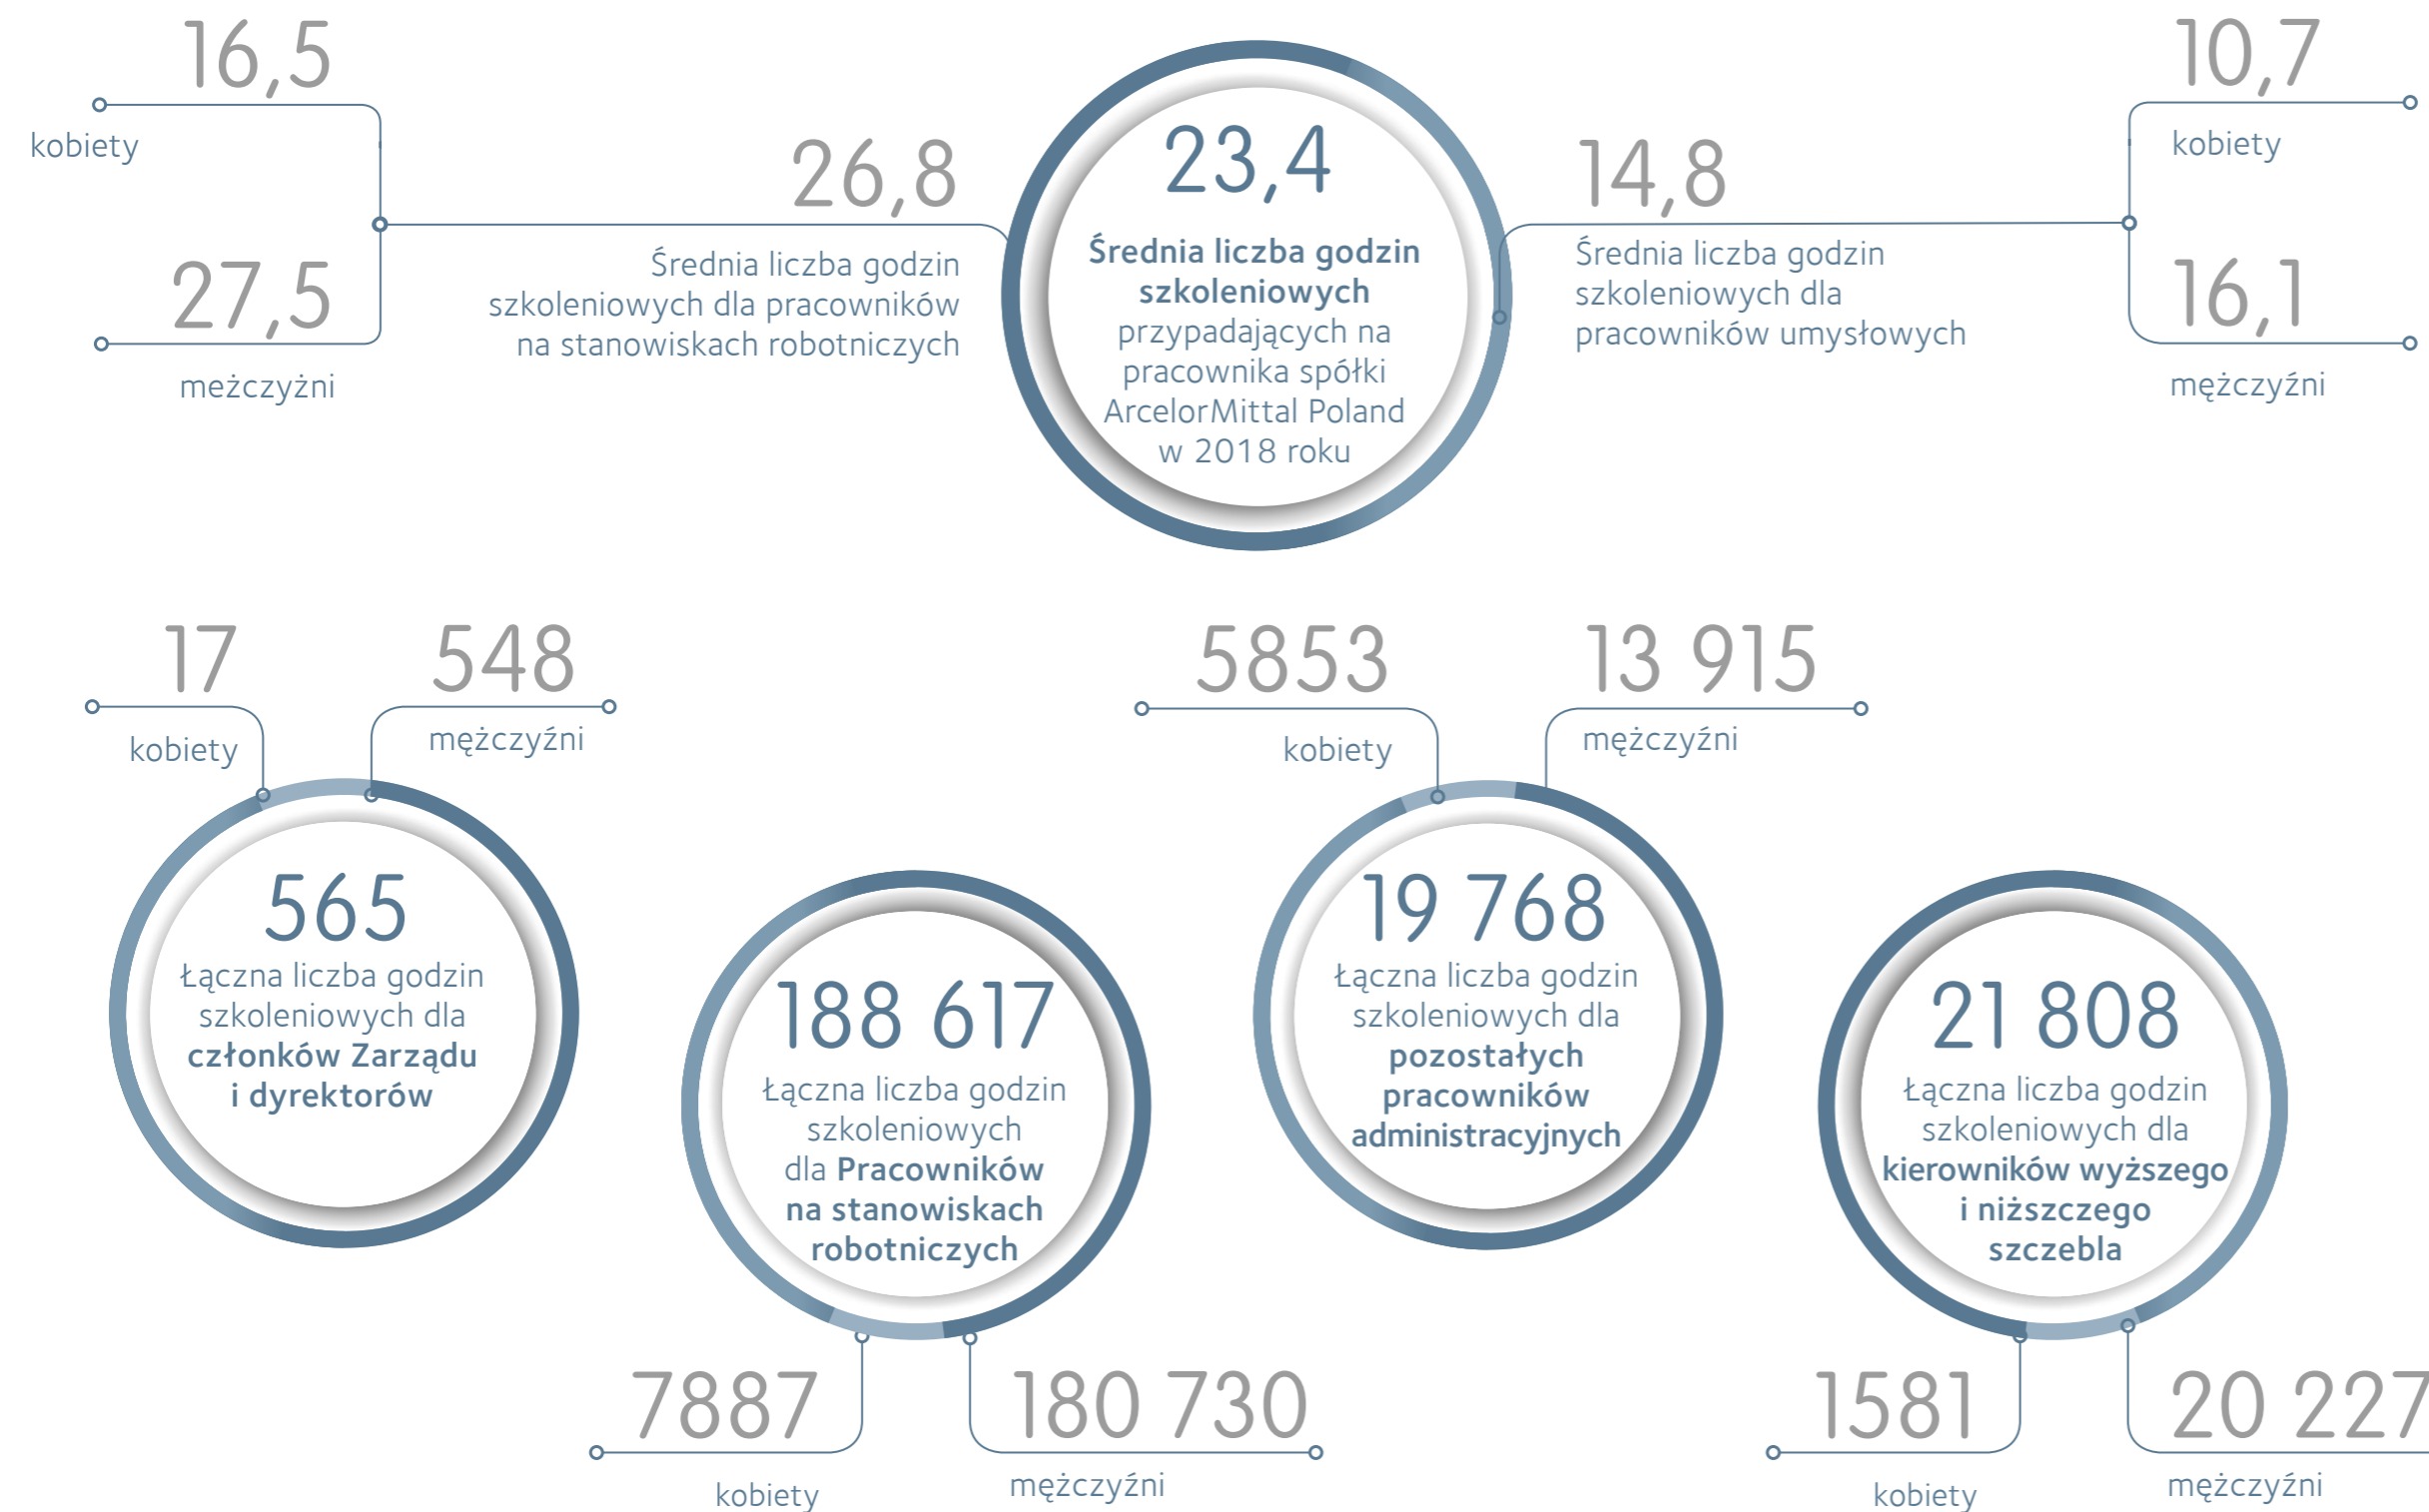 16,5
kobiety
27,5
meżczyżni
26,8
Średnia liczba godzin
szkoleniowych dla pracowników
na stanowiskach robotniczych
23,4
Średnia liczba godzin
szkoleniowych
przypadających na
pracownika spółki
ArcelorMittal Poland
w 2018 roku
14,8
Średnia liczba godzin
szkoleniowych dla
pracowników umysłowych
10,7
kobiety
16,1
mężczyźni
17
kobiety
548
mężczyźni
565
Łączna liczba godzin
szkoleniowych dla
członków Zarządu
i dyrektorów
188 617
Łączna liczba godzin
szkoleniowych
dla Pracowników
na stanowiskach
robotniczych
7887
kobiety
180 730
mężczyźni
5853
kobiety
13 915
mężczyźni
19 768
Łączna liczba godzin
szkoleniowych dla
pozostałych
pracowników
administracyjnych
21 808
Łączna liczba godzin
szkoleniowych dla
kierowników wyższego
i niższczego
szczebla
1581
kobiety
20 227
mężczyźni